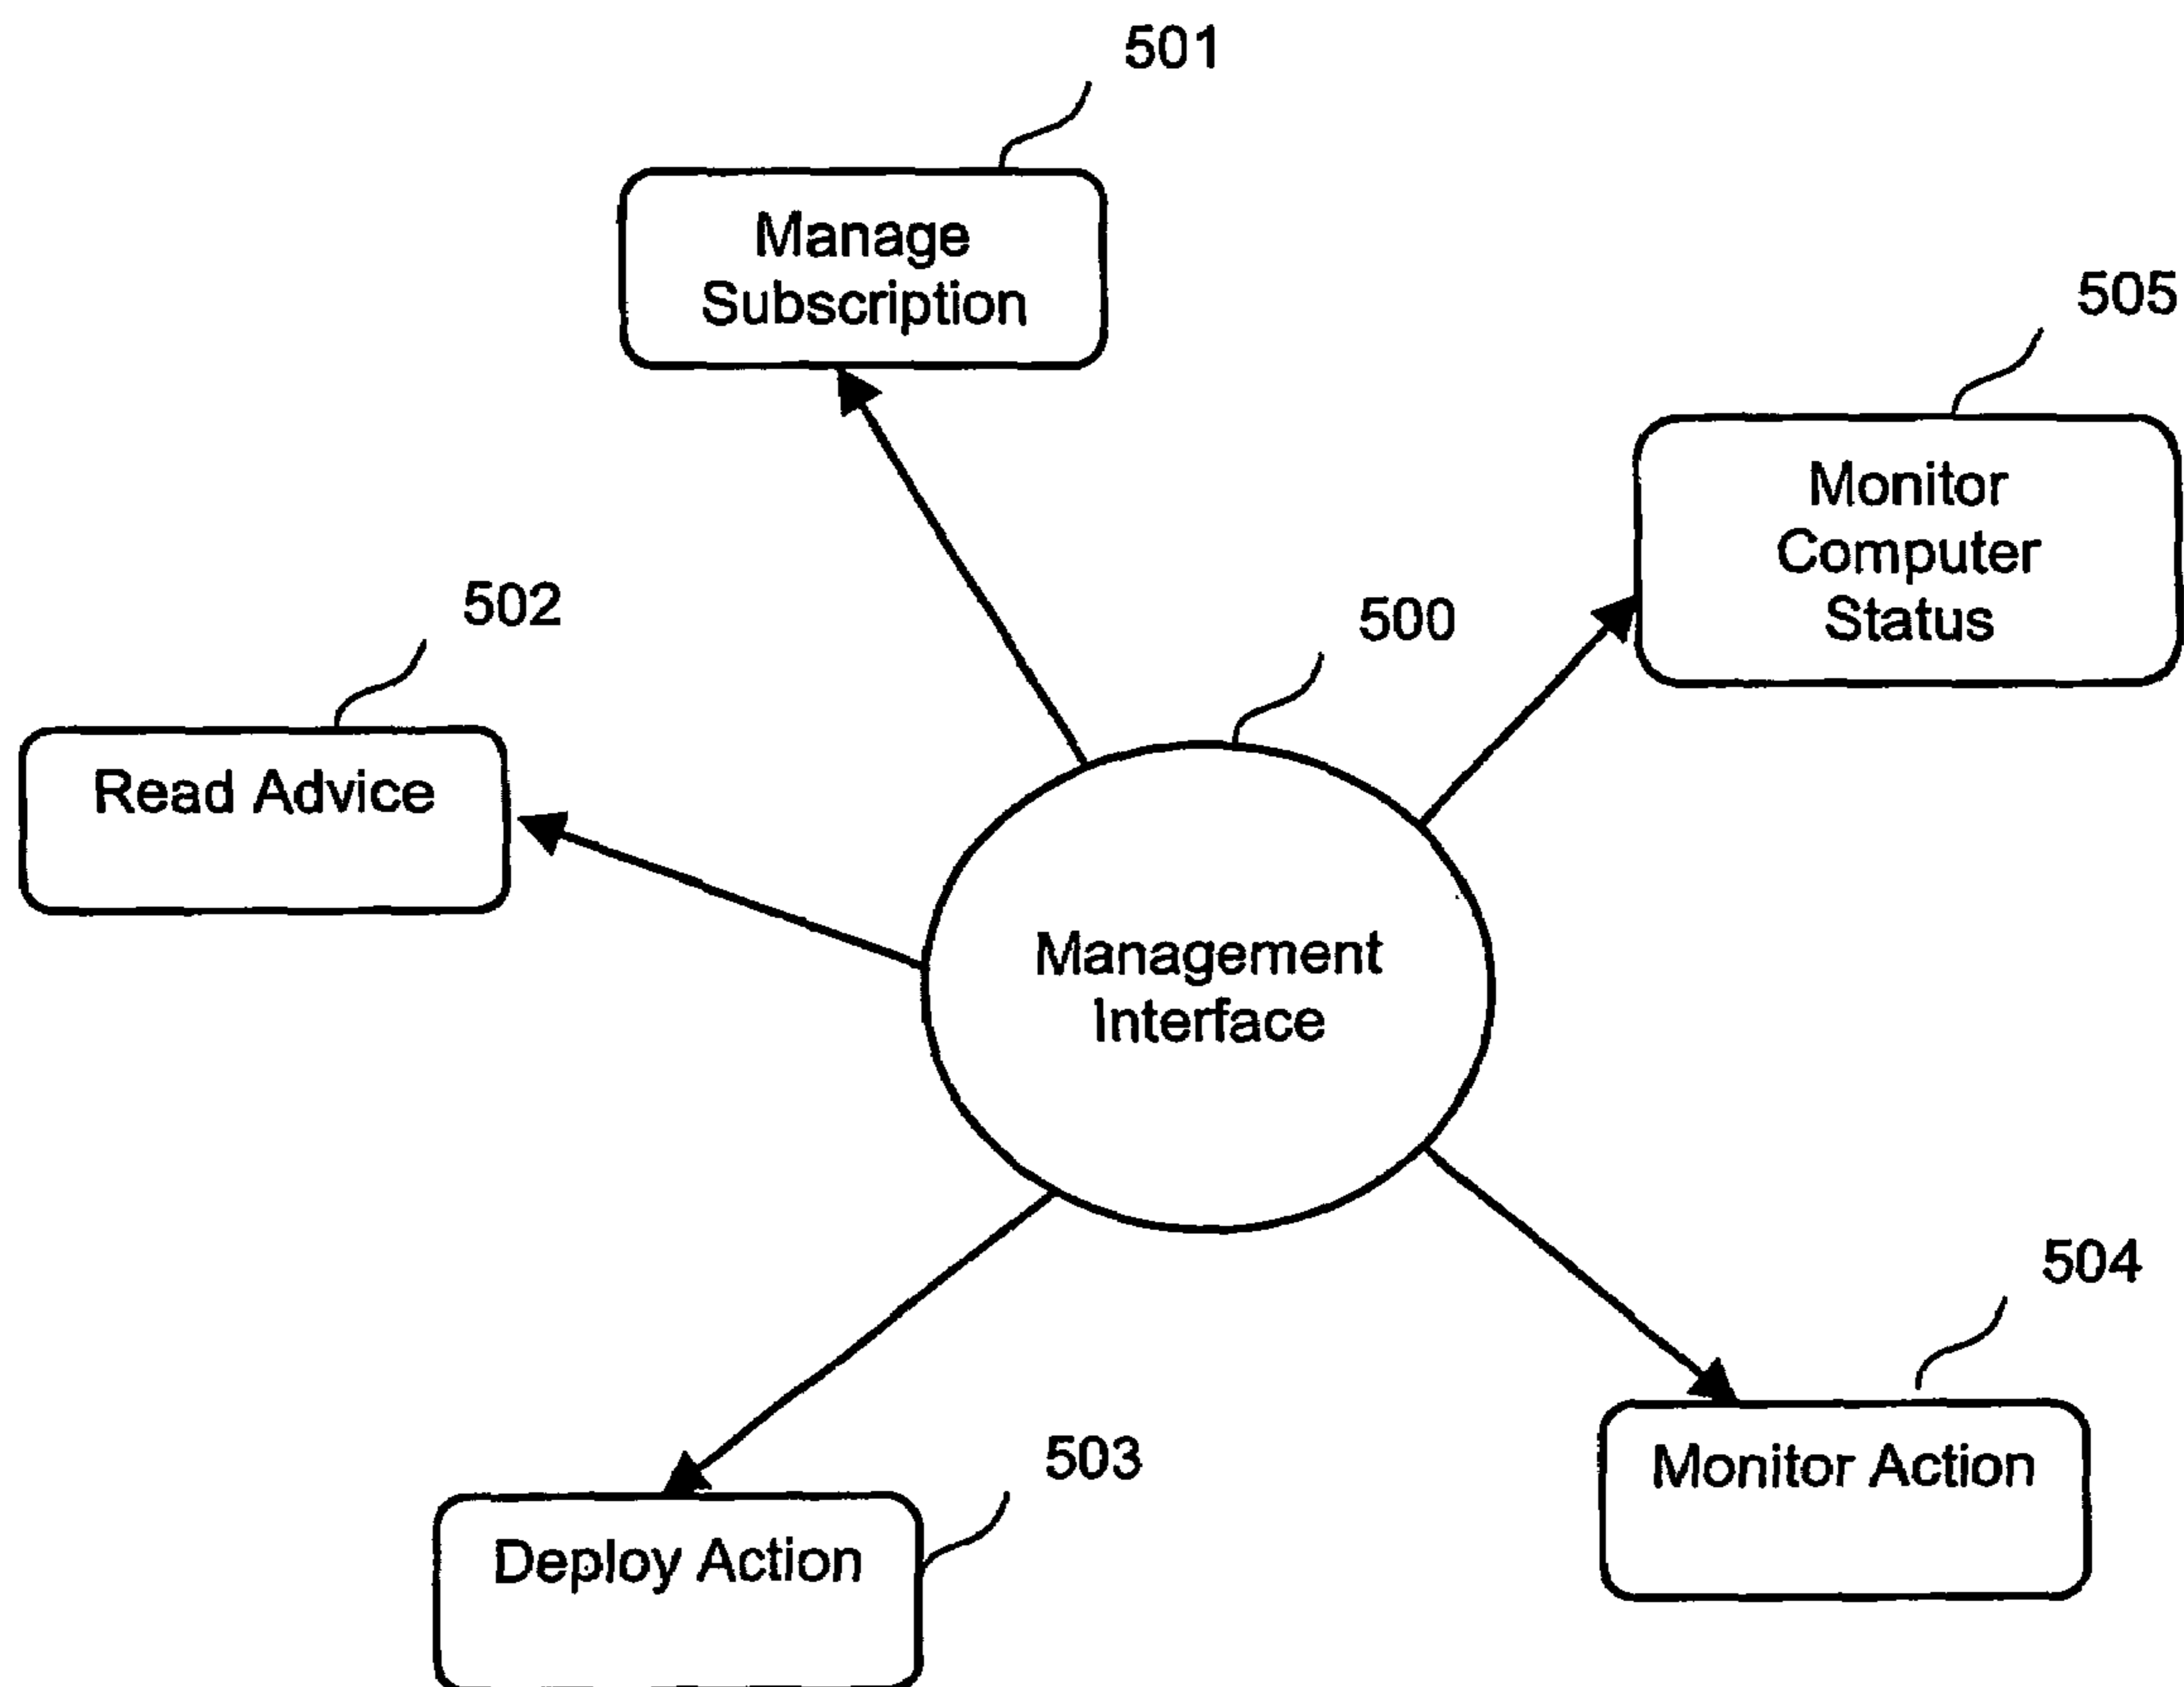 501
Manage
Subscription
505
Monitor
Computer
Status
502
500
Read Advice
Management
Interface
504
503
Monitor Action
Deploy Action